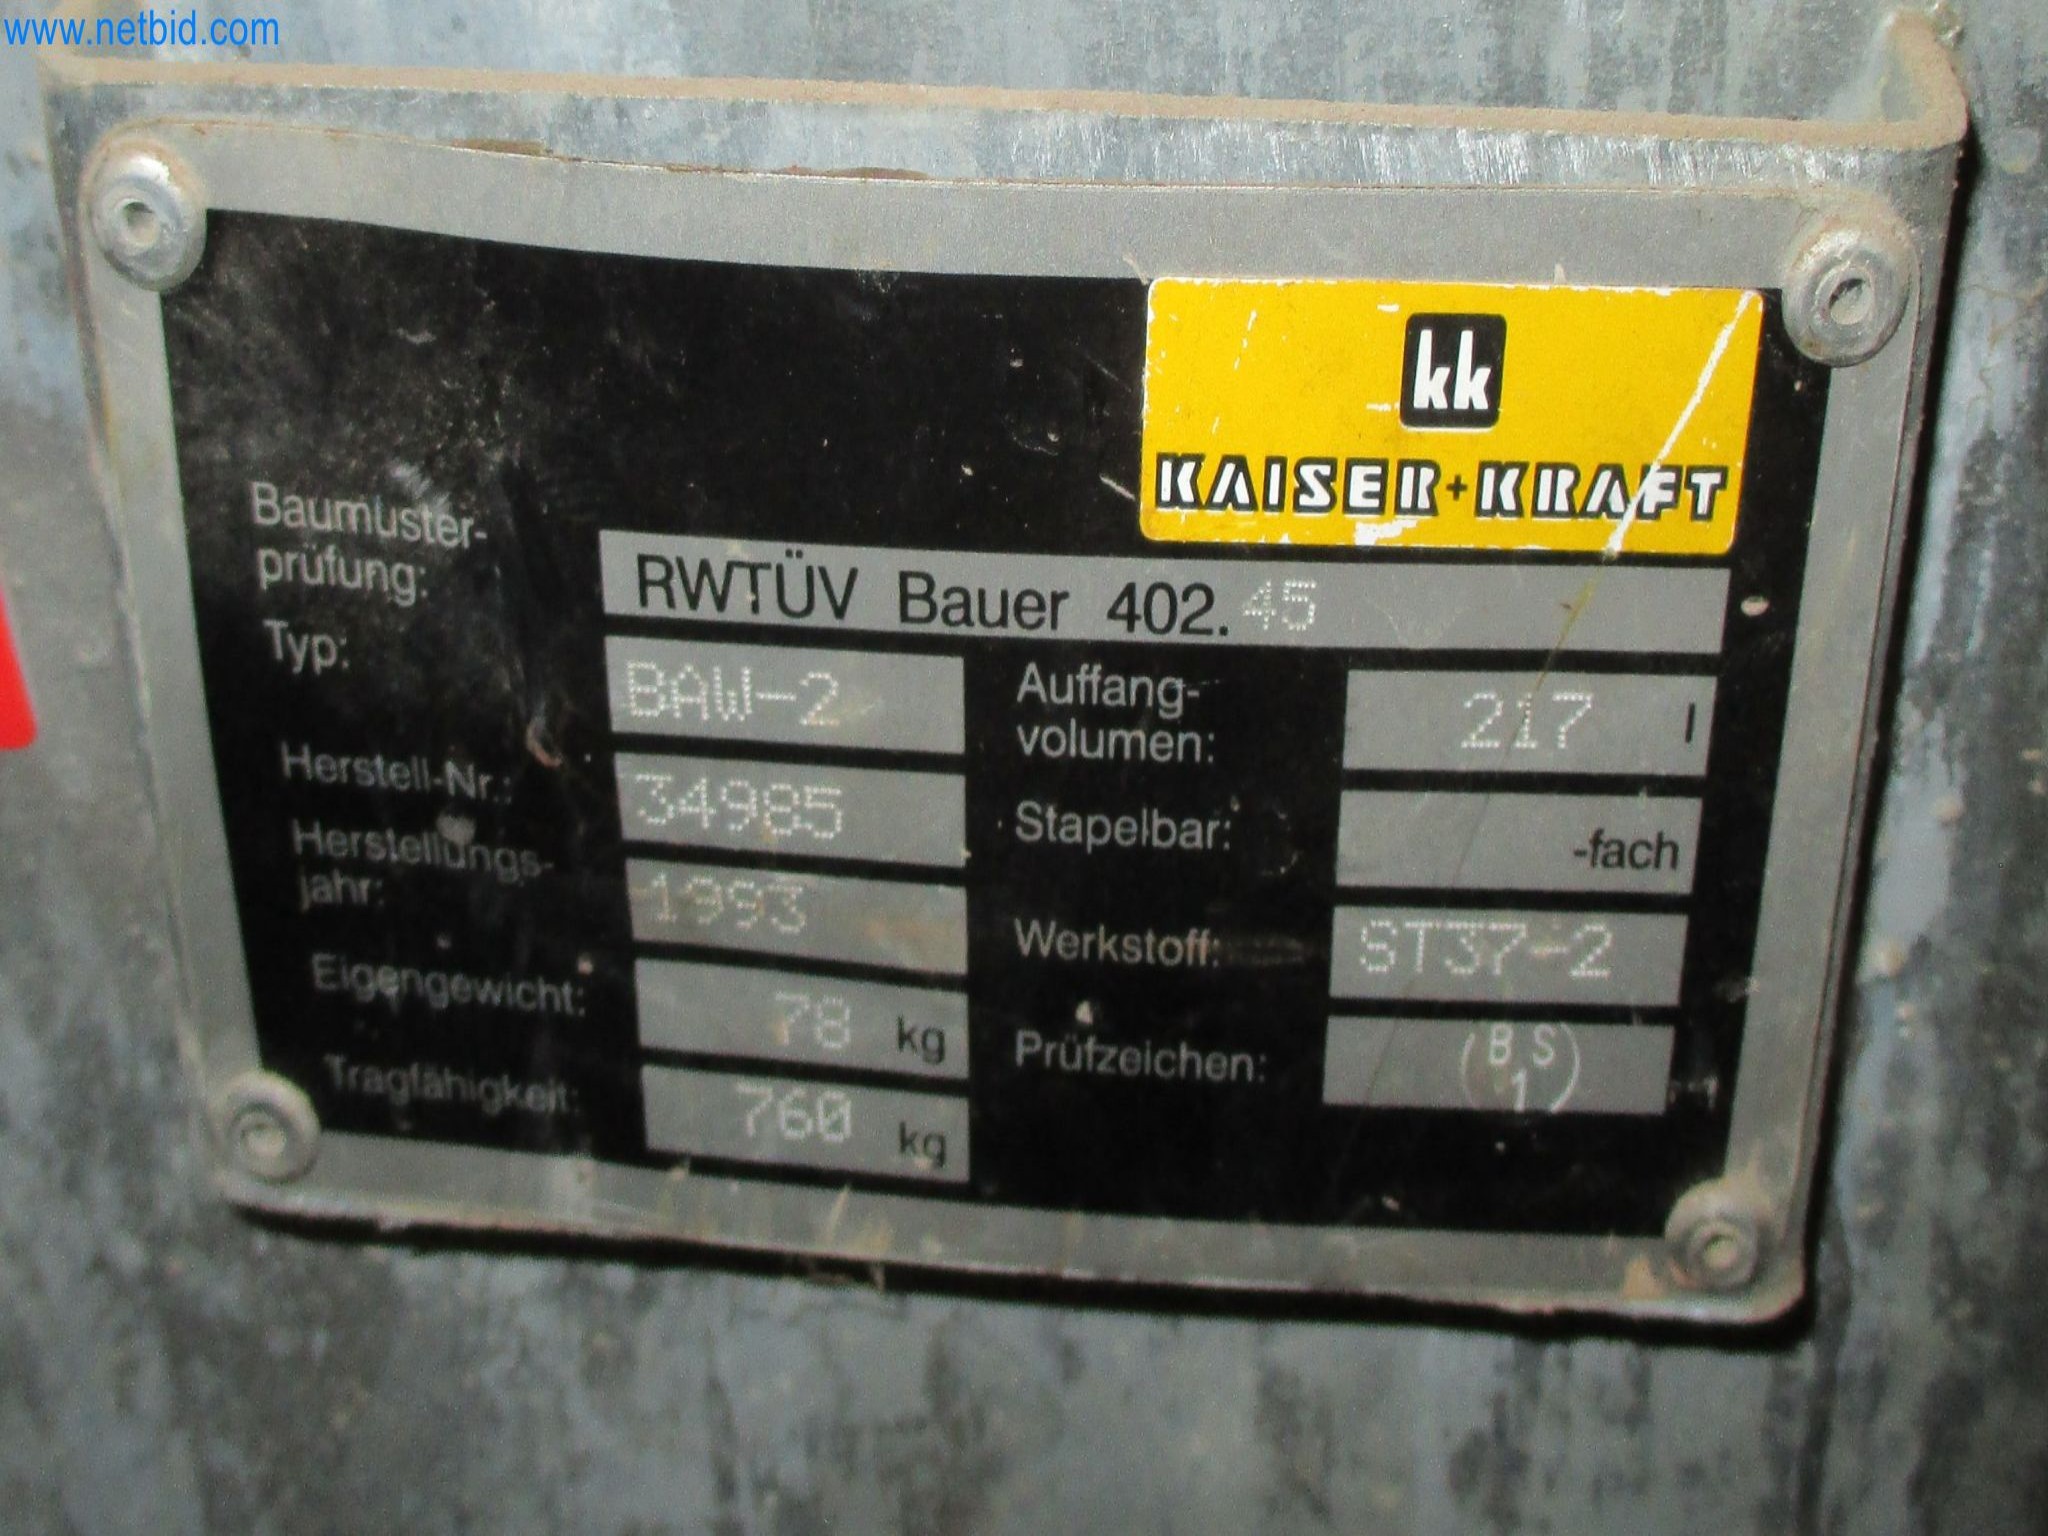 www.netbid.com
kk
KAISER+KRAFT
Baumuster-
prüfung:
RWTÜV Bauer 402.45
Typ:
BAW-2
Herstell-Nr.:
34985
Herstellungs-
jahr:
1993
Eigengewicht:
78 kg
Tragfähigkeit:
760 kg
Auffang-
volumen:
217 l
Stapelbar:
-fach
Werkstoff:
ST37-2
Prüfzeichen:
(B S)
1